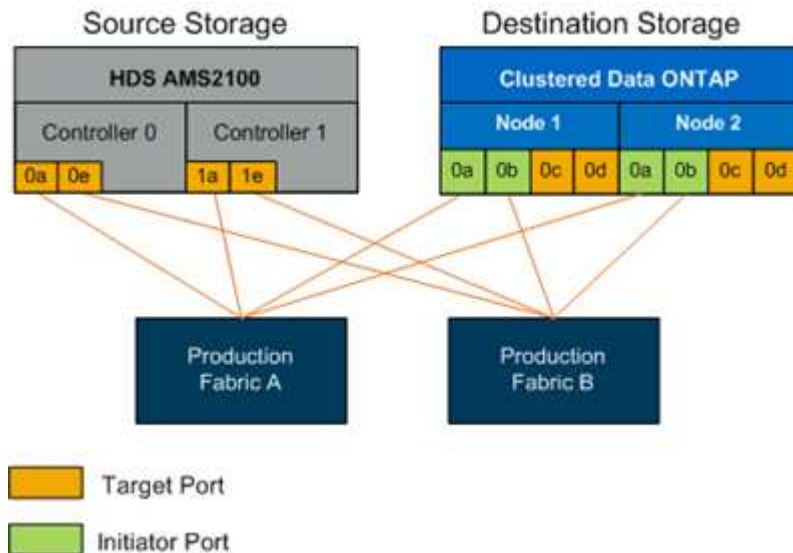 Source Storage
Destination Storage
HDS AMS2100
Clustered Data ONTAP
Controller 0
Controller 1
Node 1
Node 2
0a 0e 1a 1e
0a 0b 0c 0d 0a 0b 0c 0d
Production
Fabric A
Production
Fabric B
Target Port
Initiator Port